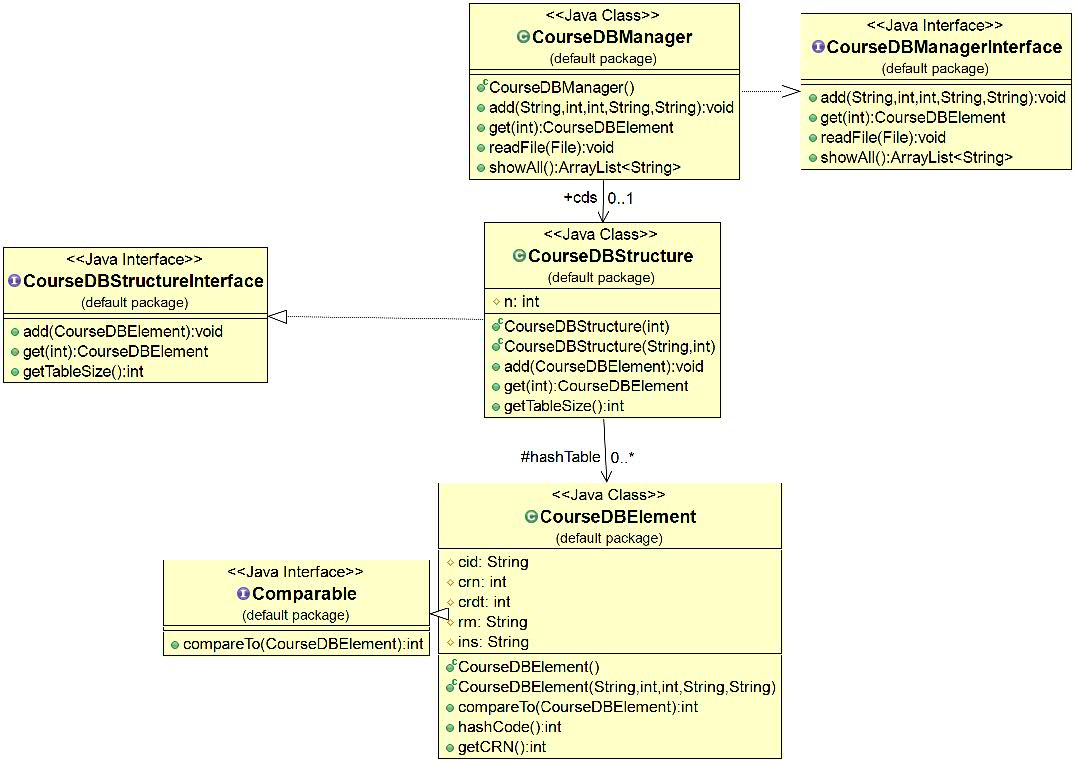 <<Java Class>>
CourseDBManager
(default package)
CourseDBManager()
add(String,int,int,String,String):void
get(int):CourseDBElement
readFile(File):void
showAll():ArrayList<String>
<<Java Interface>>
CourseDBManagerInterface
(default package)
add(String,int,int,String,String):void
get(int):CourseDBElement
readFile(File):void
showAll():ArrayList<String>
+cds 0..1
<<Java Interface>>
CourseDBStructureInterface
(default package)
add(CourseDBElement):void
get(int):CourseDBElement
getTableSize():int
<<Java Class>>
CourseDBStructure
(default package)
n: int
CourseDBStructure(int)
CourseDBStructure(String,int)
add(CourseDBElement):void
get(int):CourseDBElement
getTableSize():int
#hashTable 0..*
<<Java Interface>>
Comparable
(default package)
compareTo(CourseDBElement):int
<<Java Class>>
CourseDBElement
(default package)
cid: String
crn: int
crdt: int
rm: String
ins: String
CourseDBElement()
CourseDBElement(String,int,int,String,String)
compareTo(CourseDBElement):int
hashCode():int
getCRN():int